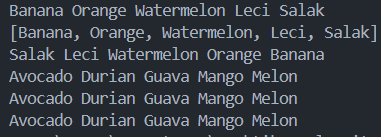 Banana Orange Watermelon Leci Salak
[Banana, Orange, Watermelon, Leci, Salak]
Salak Leci Watermelon Orange Banana
Avocado Durian Guava Mango Melon
Avocado Durian Guava Mango Melon
Avocado Durian Guava Mango Melon